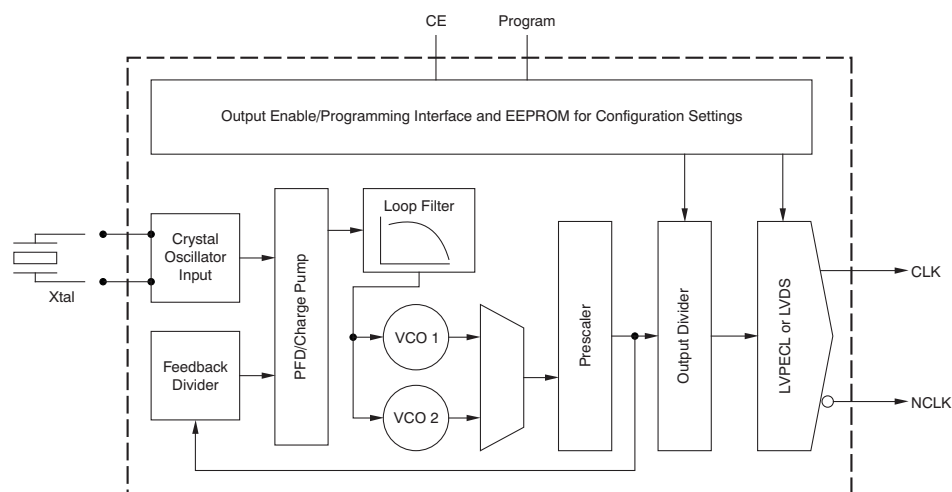 CE
Program
Output Enable/Programming Interface and EEPROM for Configuration Settings
Xtal
Crystal
Oscillator
Input
Feedback
Divider
PFD/Charge Pump
Loop Filter
VCO 1
VCO 2
Prescaler
Output Divider
LVPECL or LVDS
CLK
NCLK